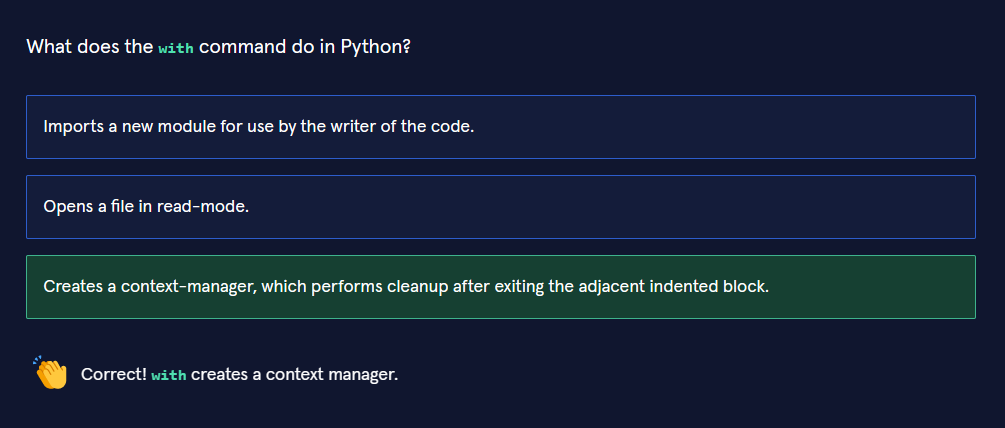 What does the with command do in Python?
Imports a new module for use by the writer of the code.
Opens a file in read-mode.
Creates a context-manager, which performs cleanup after exiting the adjacent indented block.
Correct! with creates a context manager.